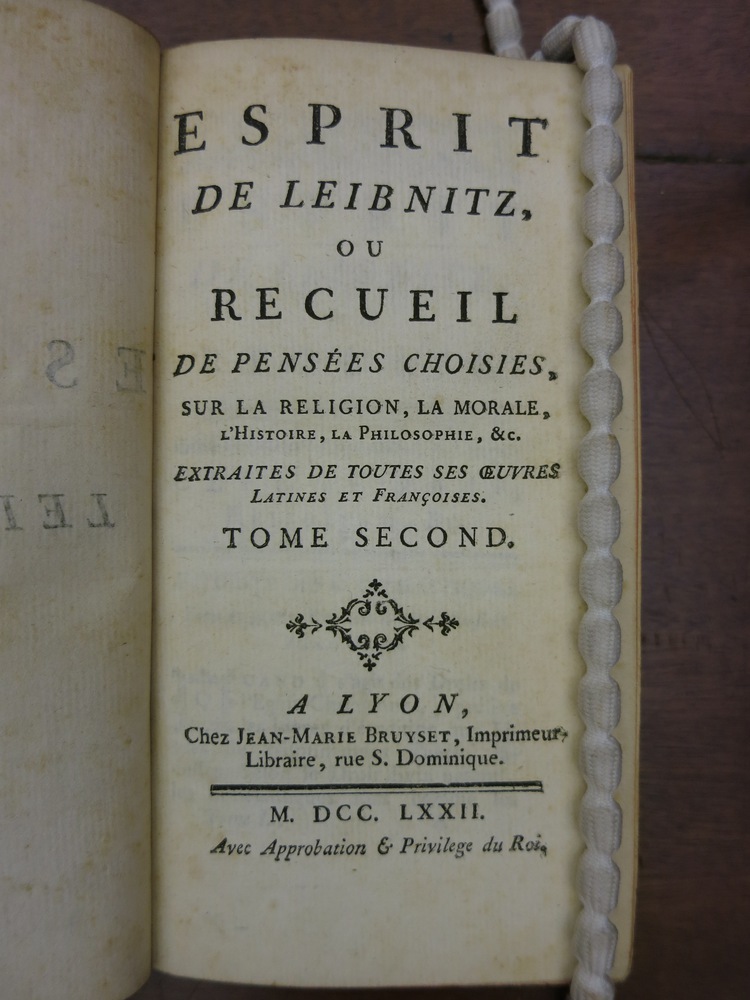 ESPRIT
DE LEIBNITZ,
OU
RECUEIL
DE PENSÉES CHOISIES,
SUR LA RELIGION, LA MORALE,
L'HISTOIRE, LA PHILOSOPHIE, &c.
EXTRAITES DE TOUTES SES ŒUVRES
LATINES ET FRANÇOISES.
TOME SECOND.
A LYON,
Chez JEAN-MARIE BRUYSET, Imprimeur-
Libraire, rue S. Dominique.
M. DCC. LXXII.
Avec Approbation & Privilege du Roi.